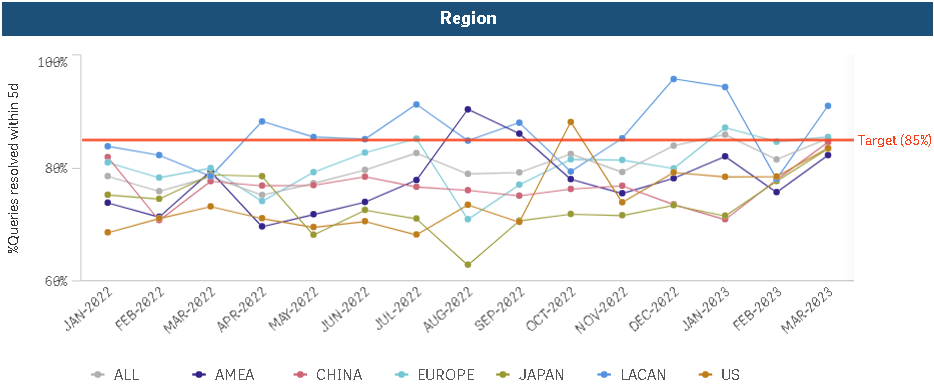 Region
%Queries resolved within 5d
100%
80%
60%
Target (85%)
JAN-2022
FEB-2022
MAR-2022
APR-2022
MAY-2022
JUN-2022
JUL-2022
AUG-2022
SEP-2022
OCT-2022
NOV-2022
DEC-2022
JAN-2023
FEB-2023
MAR-2023
ALL AMEA CHINA EUROPE JAPAN LACAN US